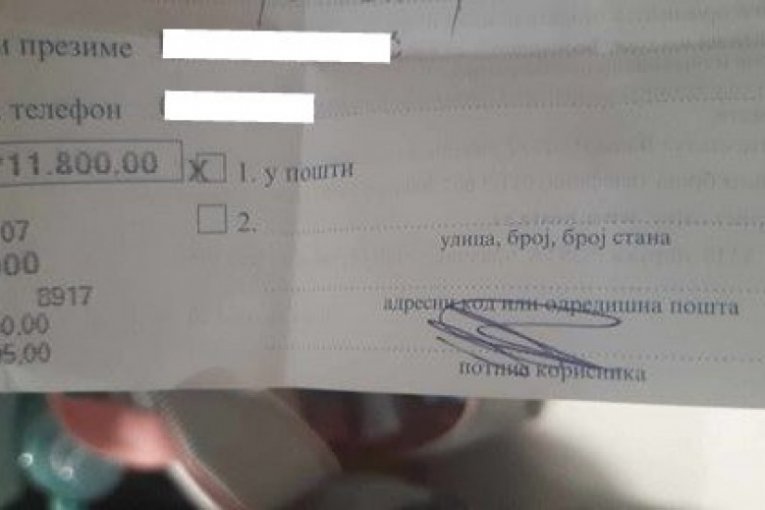 и презиме
телефон
11.800.00 X 1. у пошти
07 2.
улица, број, број стана
00
8917
адресни код или одредишна пошта
0.00
95,00
потпис корисника